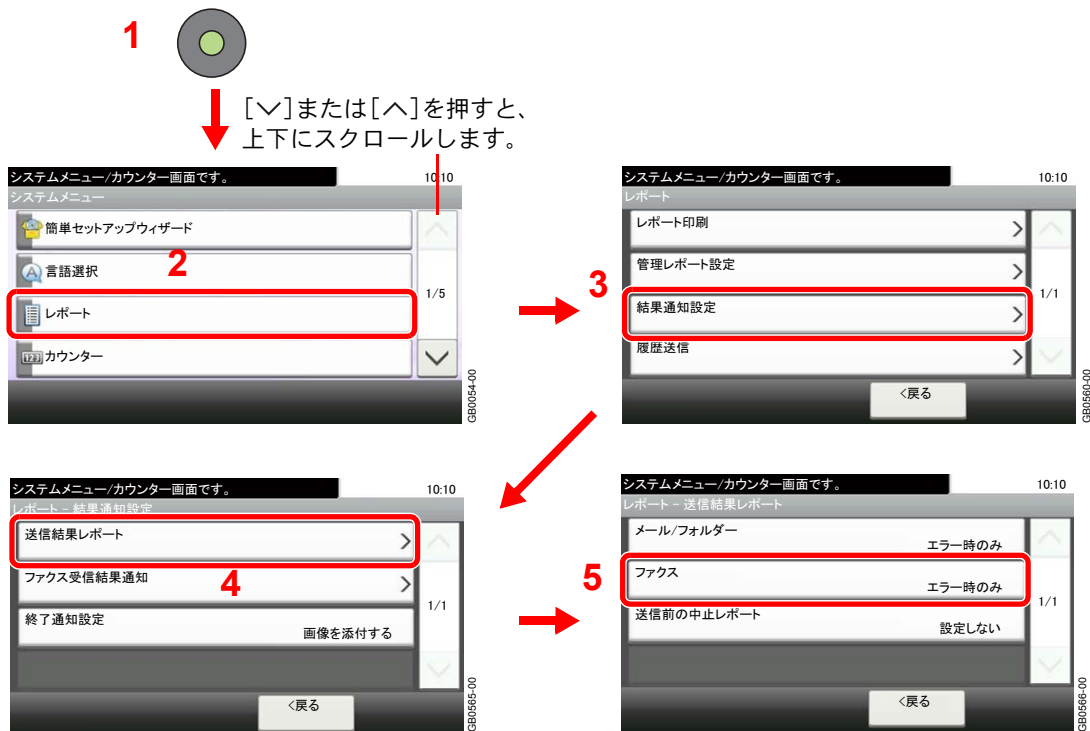 1
[∨]または[∧]を押すと、
上下にスクロールします。
システムメニュー/カウンター画面です。
10:10
システムメニュー
簡単セットアップウィザード
言語選択
2
レポート
1/5
123 カウンター
GB0054-00
システムメニュー/カウンター画面です。
10:10
レポート
レポート印刷
管理レポート設定
3
結果通知設定
1/1
履歴送信
<戻る
GB0560-00
システムメニュー/カウンター画面です。
10:10
レポート - 結果通知設定
送信結果レポート
ファクス受信結果通知
4
1/1
終了通知設定
画像を添付する
<戻る
GB0565-00
システムメニュー/カウンター画面です。
10:10
レポート - 送信結果レポート
メール/フォルダー
エラー時のみ
5
ファクス
エラー時のみ
1/1
送信前の中止レポート
設定しない
<戻る
GB0566-00